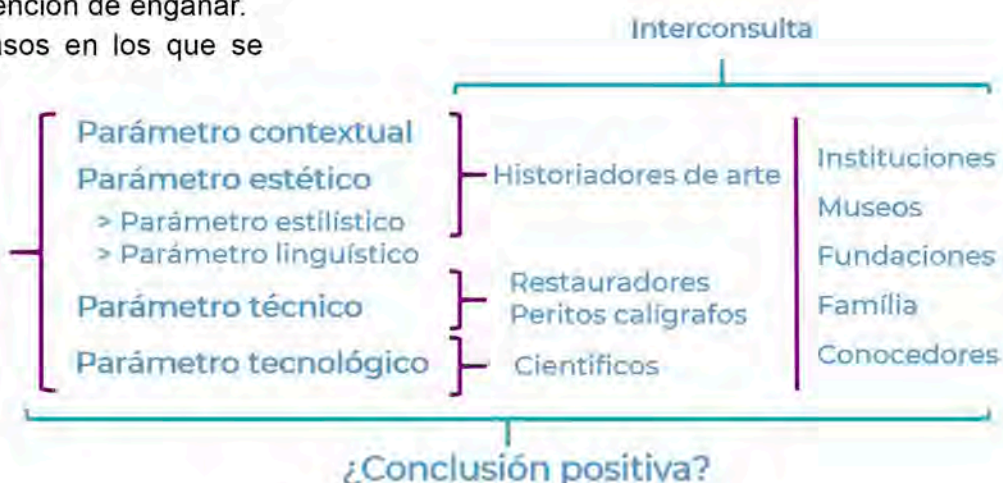 ención de engañar.
asos en los que se
Interconsulta
Parámetro contextual
Parámetro estético
> Parámetro estilístico
> Parámetro linguístico
Parámetro técnico
Parámetro tecnológico
Historiadores de arte
Restauradores
Peritos calígrafos
Científicos
Instituciones
Museos
Fundaciones
Família
Conocedores
¿Conclusión positiva?